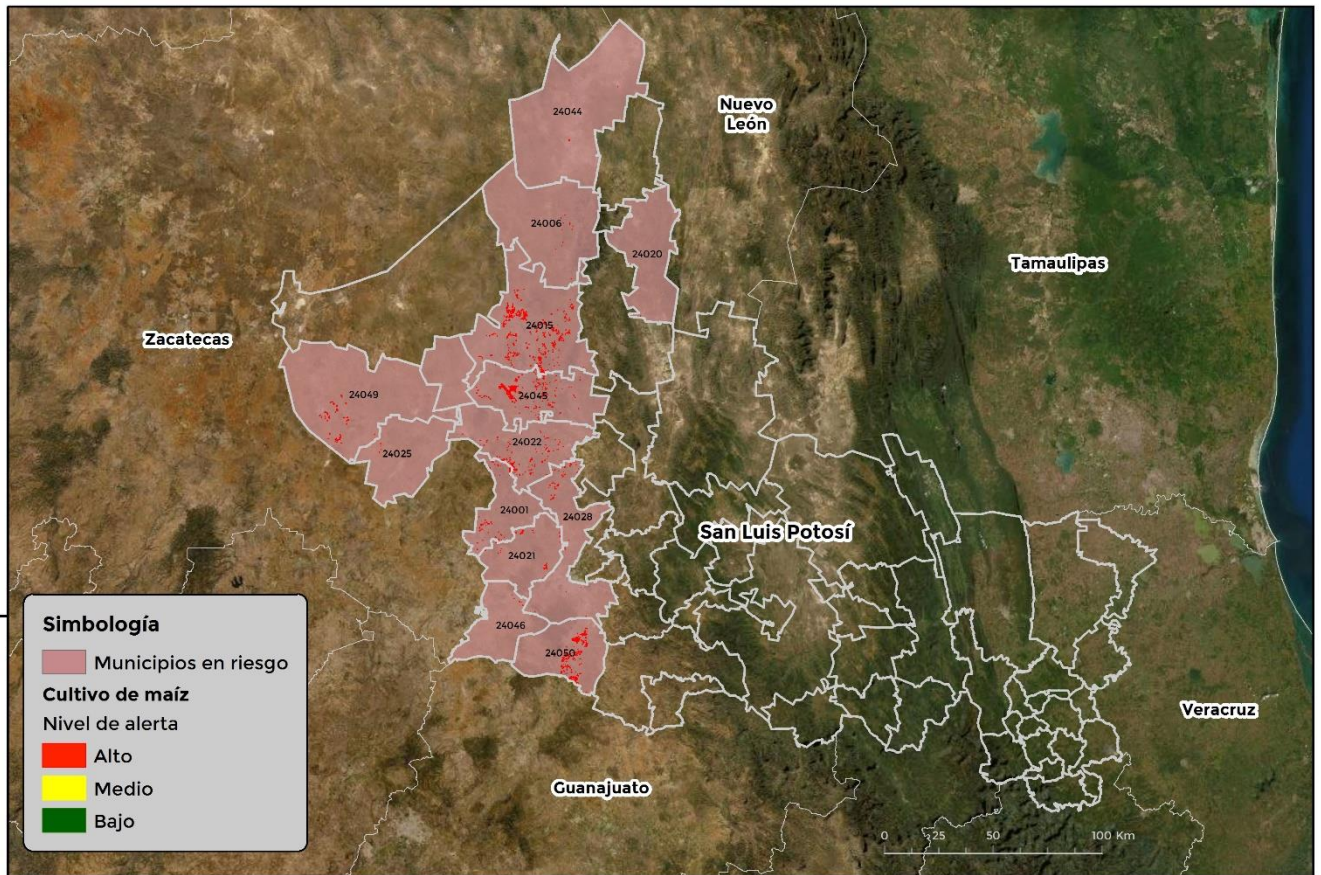 Nuevo
León
24044
24006
24020
Tamaulipas
24015
Zacatecas
24049
24045
24022
24025
24001
24028
San Luis Potosí
24021
24046
24050
Veracruz
Guanajuato
Simbología
Municipios en riesgo
Cultivo de maíz
Nivel de alerta
Alto
Medio
Bajo
0 25 50 100 Km